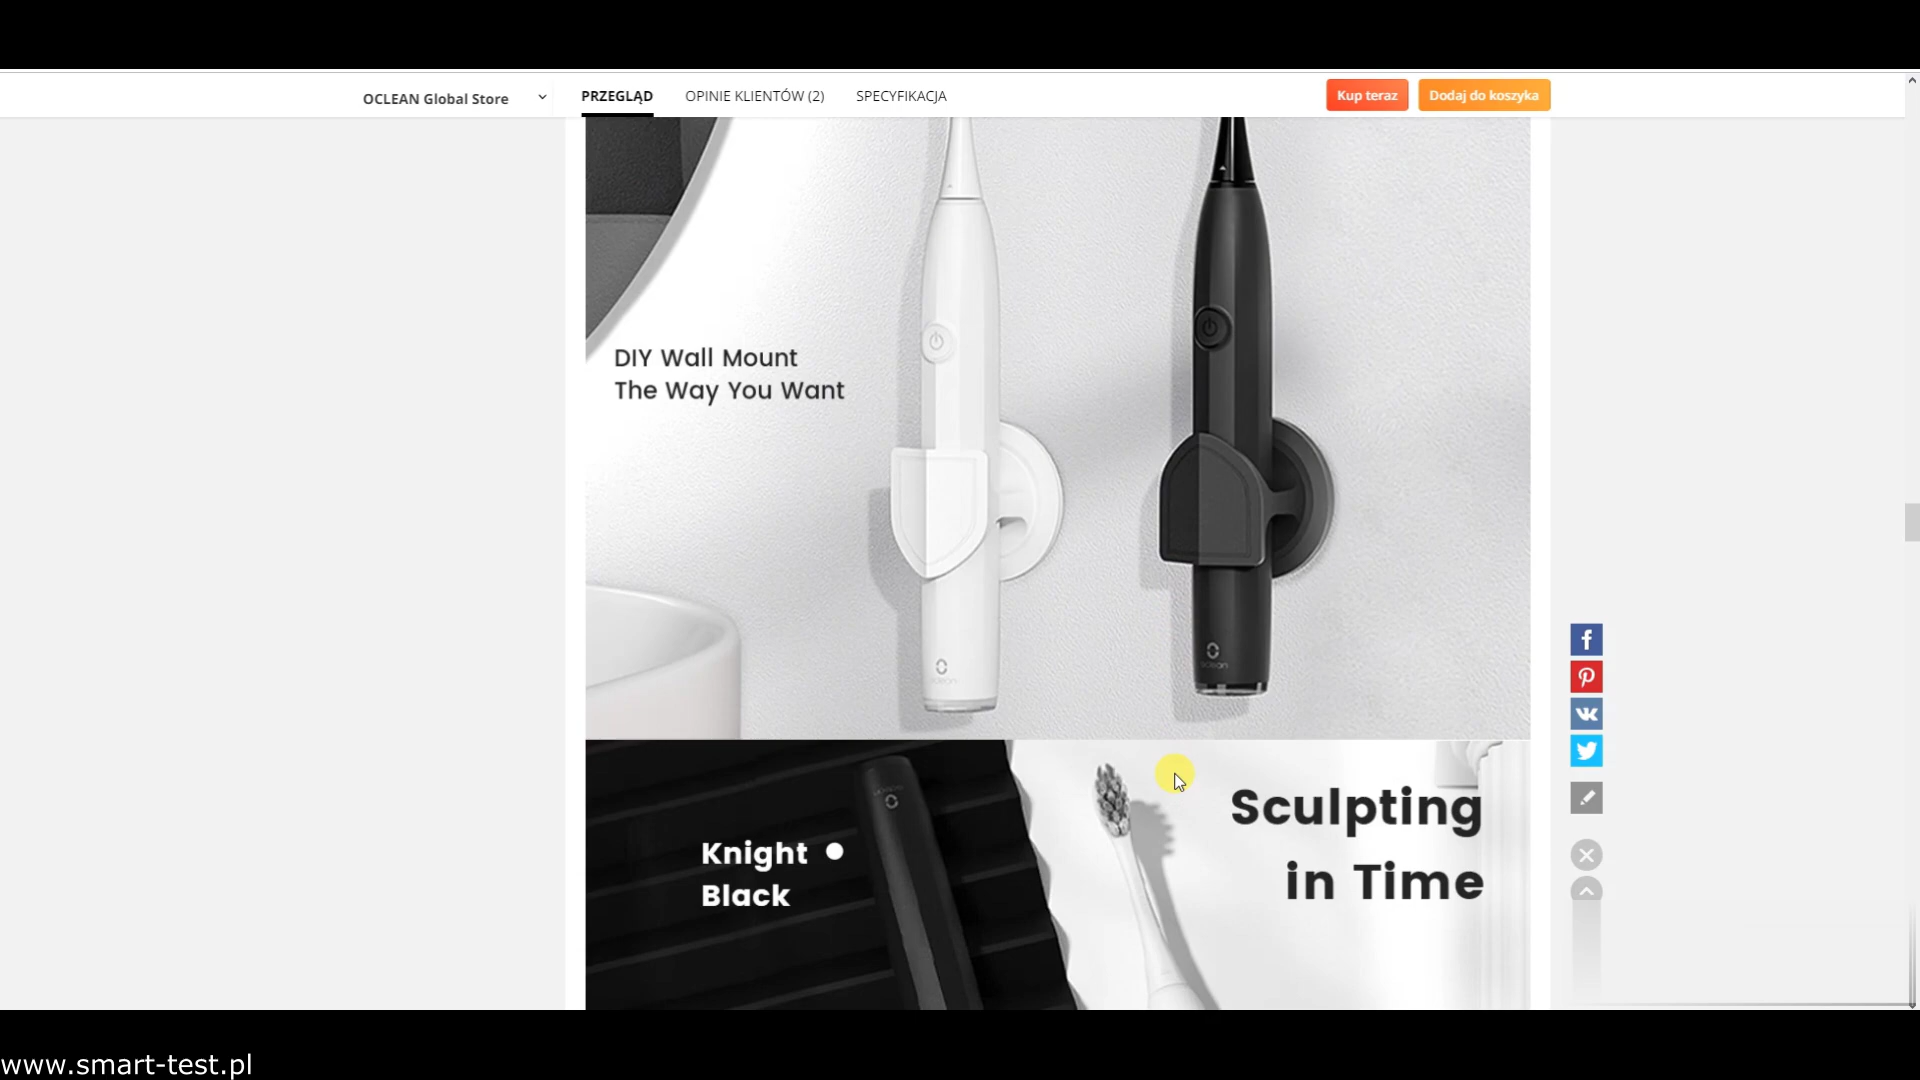 OCLEAN Global Store
PRZEGLĄD
OPINIE KLIENTÓW (2)
SPECYFIKACJA
Kup teraz
Dodaj do koszyka
DIY Wall Mount
The Way You Want
Sculpting
in Time
Knight
Black
www.smart-test.pl